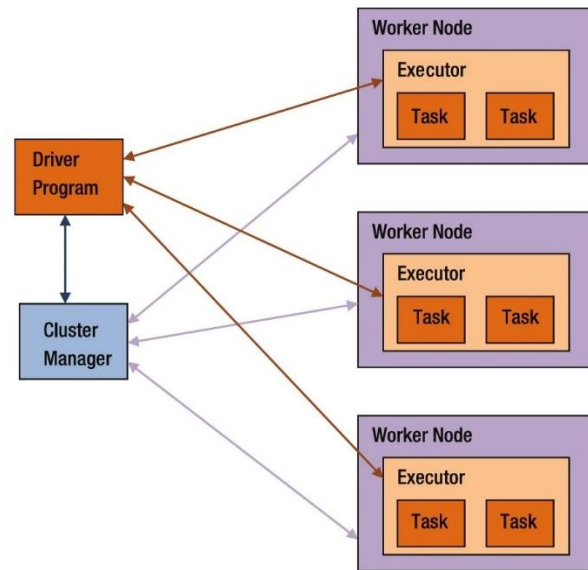 Worker Node
Executor
Task Task
Driver
Program
Worker Node
Executor
Task Task
Cluster
Manager
Worker Node
Executor
Task Task